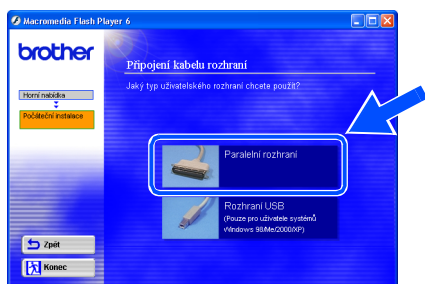 Macromedia Flash Player 6
brother
Připojení kabelu rozhraní
Jaký typ uživatelského rozhraní chcete použít?
Horní nabídka
Počáteční instalace
Paralelní rozhraní
Rozhraní USB
(Pouze pro uživatele systémů
Windows 98/Me/2000/XP)
Zpět
Konec